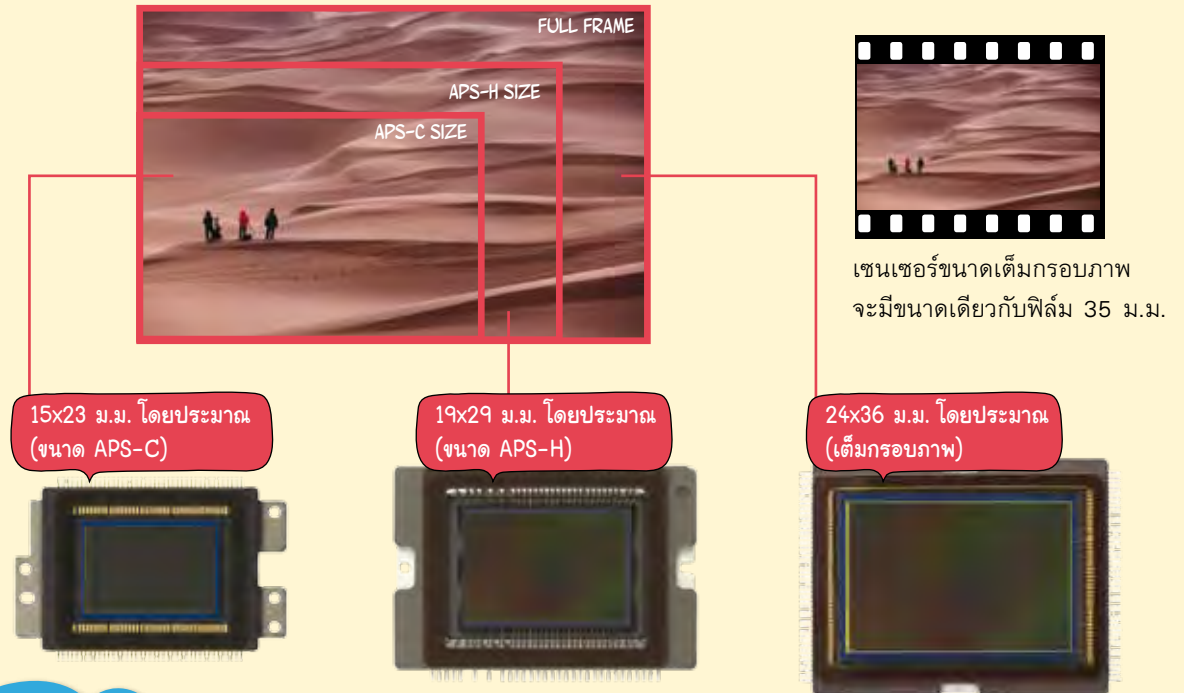 FULL FRAME
APS-H SIZE
APS-C SIZE
เซนเซอร์ขนาดเต็มกรอบภาพ
จะมีขนาดเดียวกับฟิล์ม 35 ม.ม.
15x23 ม.ม. โดยประมาณ
(ขนาด APS-C)
19x29 ม.ม. โดยประมาณ
(ขนาด APS-H)
24x36 ม.ม. โดยประมาณ
(เต็มกรอบภาพ)